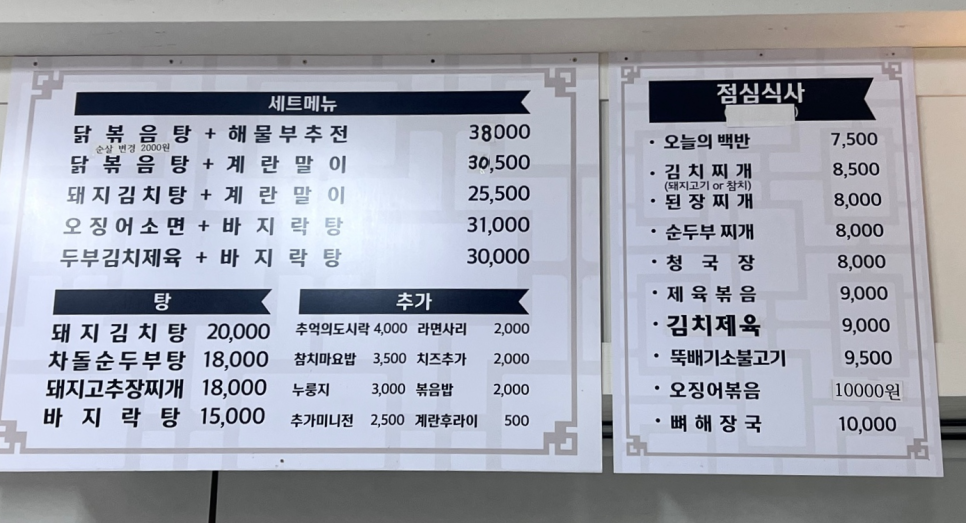 세트메뉴
닭볶음탕 + 해물부추전 38000
순살 변경 2000원
닭볶음탕 + 계란말이 30,500
돼지김치탕 + 계란말이 25,500
오징어소면 + 바지락탕 31,000
두부김치제육 + 바지락탕 30,000
탕
돼지김치탕 20,000
차돌순두부탕 18,000
돼지고추장찌개 18,000
바지락탕 15,000
추가
추억의도시락 4,000 라면사리 2,000
참치마요밥 3,500 치즈추가 2,000
누룽지 3,000 볶음밥 2,000
추가미니전 2,500 계란후라이 500
점심식사
· 오늘의 백반 7,500
· 김치찌개 8,500
(돼지고기 or 참치)
· 된장찌개 8,000
· 순두부찌개 8,000
· 청국장 8,000
· 제육볶음 9,000
· 김치제육 9,000
· 뚝배기소불고기 9,500
· 오징어볶음 10000원
· 뼈해장국 10,000